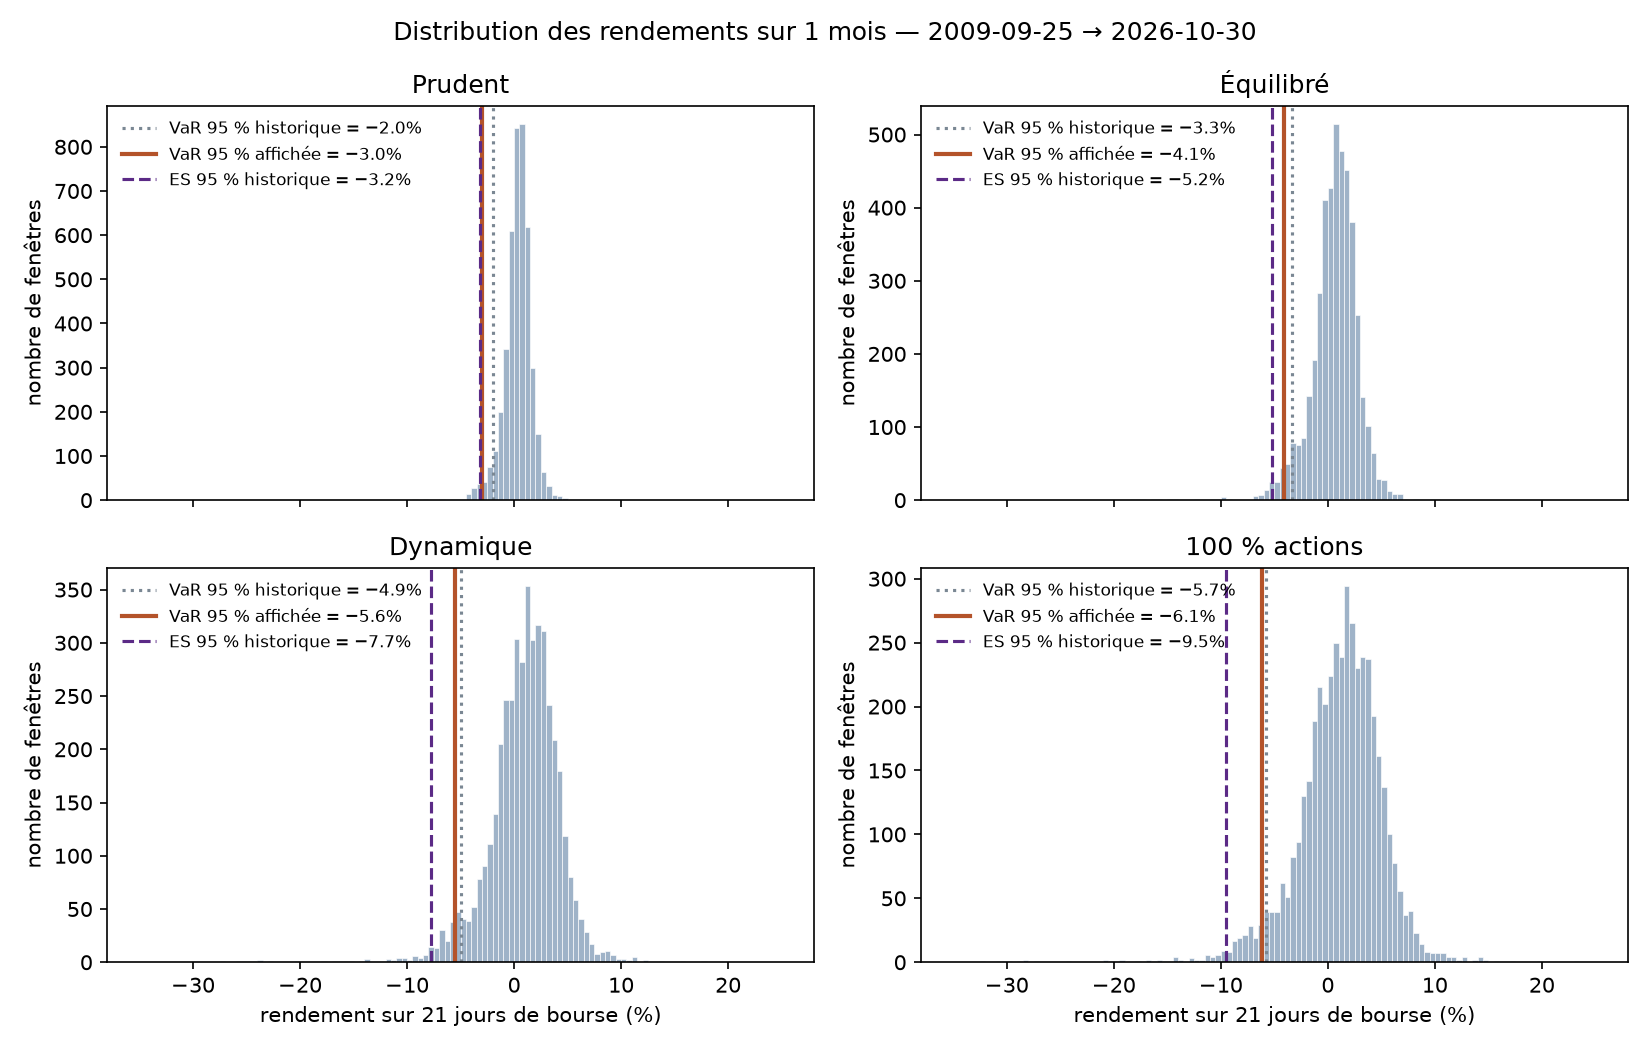 Distribution des rendements sur 1 mois — 2009-09-25 → 2026-10-30
Prudent
VaR 95 % historique = −2.0%
VaR 95 % affichée = −3.0%
ES 95 % historique = −3.2%
nombre de fenêtres
800
700
600
500
400
300
200
100
0
Équilibré
VaR 95 % historique = −3.3%
VaR 95 % affichée = −4.1%
ES 95 % historique = −5.2%
nombre de fenêtres
500
400
300
200
100
0
Dynamique
VaR 95 % historique = −4.9%
VaR 95 % affichée = −5.6%
ES 95 % historique = −7.7%
nombre de fenêtres
350
300
250
200
150
100
50
0
−30 −20 −10 0 10 20
rendement sur 21 jours de bourse (%)
100 % actions
VaR 95 % historique = −5.7%
VaR 95 % affichée = −6.1%
ES 95 % historique = −9.5%
nombre de fenêtres
300
250
200
150
100
50
0
−30 −20 −10 0 10 20
rendement sur 21 jours de bourse (%)